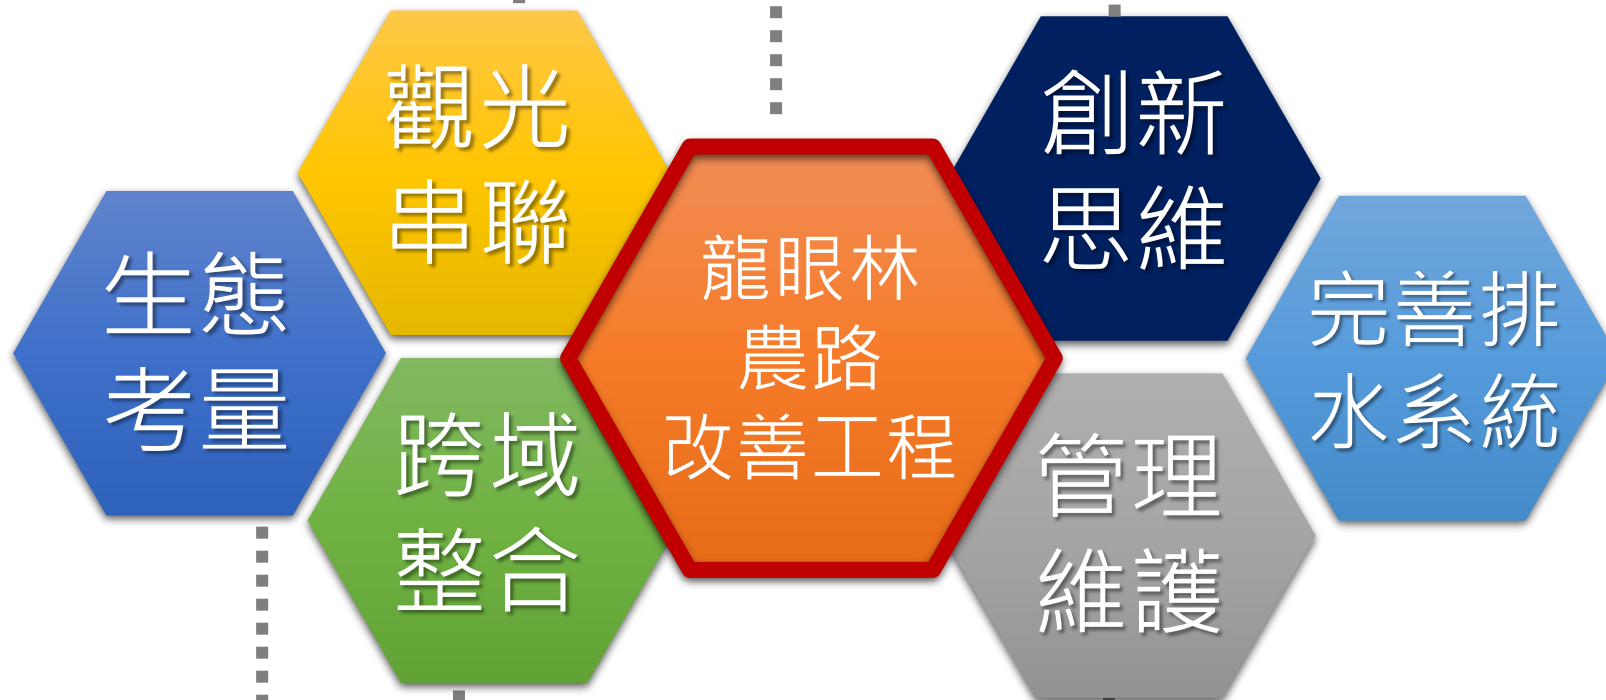 觀光
串聯
創新
思維
生態
考量
龍眼林
農路
改善工程
完善排
水系統
跨域
整合
管理
維護